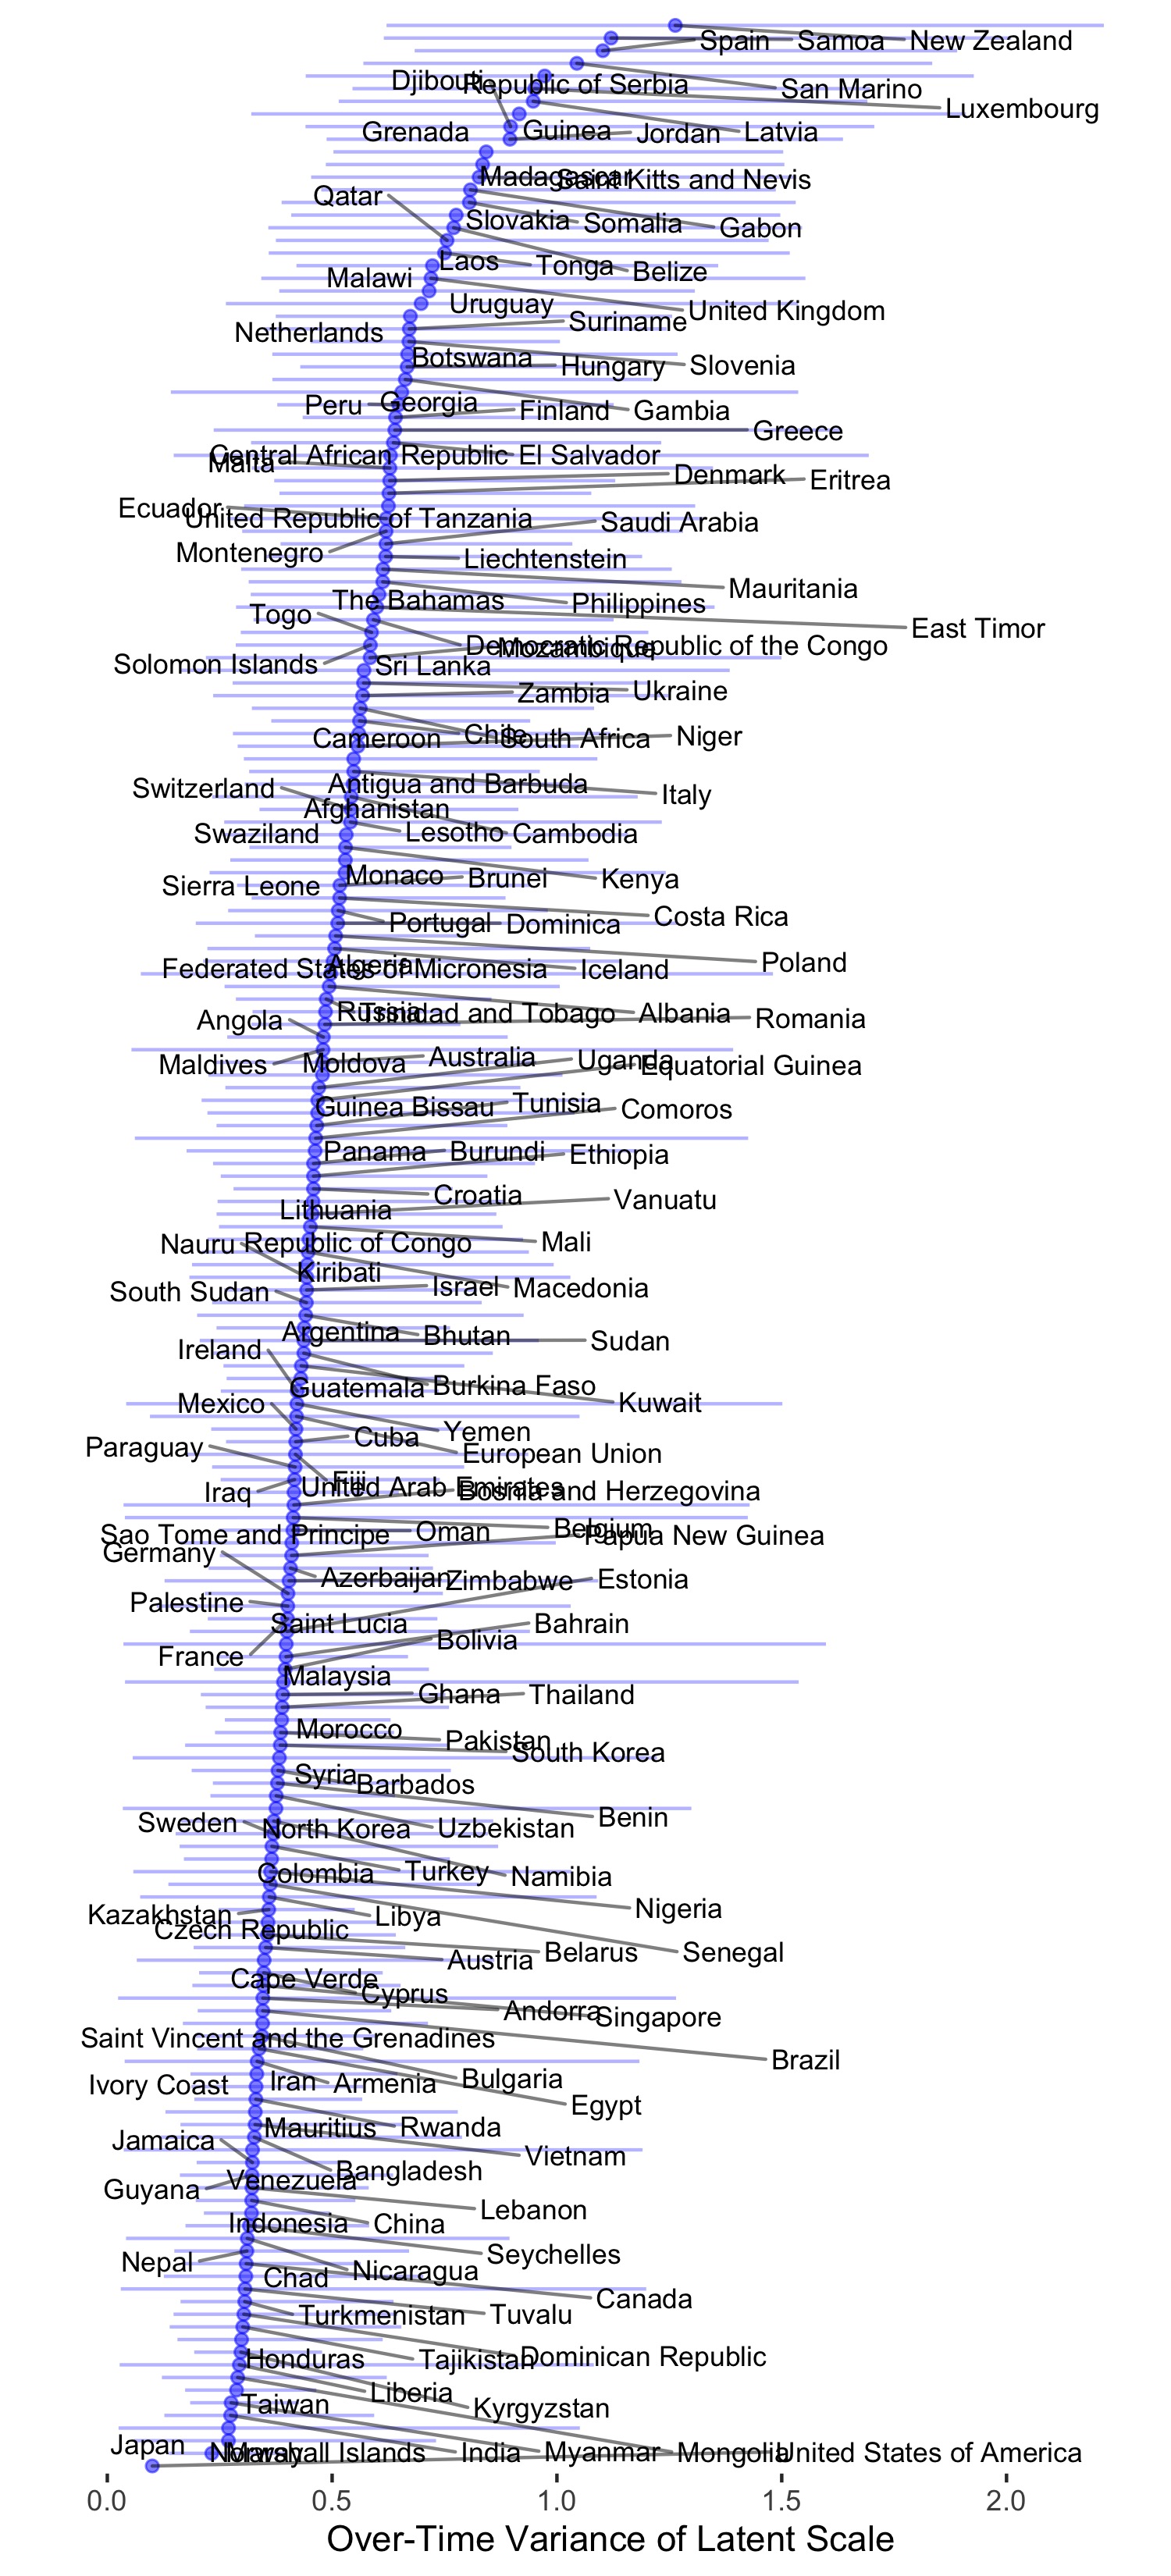 Spain Samoa New Zealand
Djibouti Republic of Serbia San Marino
Luxembourg
Grenada Guinea Jordan Latvia
Madagascar Saint Kitts and Nevis
Qatar Slovakia Somalia Gabon
Laos Tonga Belize
Malawi
Uruguay United Kingdom
Netherlands Suriname
Botswana Hungary Slovenia
Peru Georgia Finland Gambia
Greece
Central African Republic El Salvador
Malta
Denmark Eritrea
Ecuador
United Republic of Tanzania Saudi Arabia
Montenegro Liechtenstein
Mauritania
The Bahamas Philippines
Togo East Timor
Democratic Republic of the Congo
Mozambique
Solomon Islands Sri Lanka
Zambia Ukraine
Cameroon Chile South Africa Niger
Switzerland Antigua and Barbuda Italy
Afghanistan
Swaziland Lesotho Cambodia
Sierra Leone Monaco Brunei Kenya
Portugal Dominica Costa Rica
Federated States of Micronesia Algeria Iceland Poland
Angola Russia Trinidad and Tobago Albania Romania
Maldives Moldova Australia Uganda Equatorial Guinea
Guinea Bissau Tunisia Comoros
Panama Burundi Ethiopia
Croatia Vanuatu
Lithuania
Nauru Republic of Congo Mali
Kiribati
South Sudan Israel Macedonia
Argentina Bhutan Sudan
Ireland
Guatemala Burkina Faso Kuwait
Mexico
Paraguay Cuba Yemen
European Union
Iraq Fiji United Arab Emirates Bosnia and Herzegovina
Sao Tome and Principe Oman Belgium Papua New Guinea
Germany
Azerbaijan Zimbabwe Estonia
Palestine
Saint Lucia Bahrain
France Bolivia
Malaysia
Ghana Thailand
Morocco Pakistan South Korea
Syria Barbados
Sweden North Korea Uzbekistan Benin
Colombia Turkey Namibia
Kazakhstan Libya Nigeria
Czech Republic
Austria Belarus Senegal
Cape Verde Cyprus
Andorra Singapore
Saint Vincent and the Grenadines
Brazil
Ivory Coast Iran Armenia Bulgaria
Egypt
Mauritius Rwanda
Jamaica Vietnam
Guyana Venezuela Bangladesh
Lebanon
Indonesia China
Nepal Seychelles
Chad Nicaragua
Canada
Turkmenistan Tuvalu
Honduras Tajikistan Dominican Republic
Liberia
Taiwan Kyrgyzstan
Japan
Norway Marshall Islands India Myanmar Mongolia United States of America
0.0 0.5 1.0 1.5 2.0
Over-Time Variance of Latent Scale